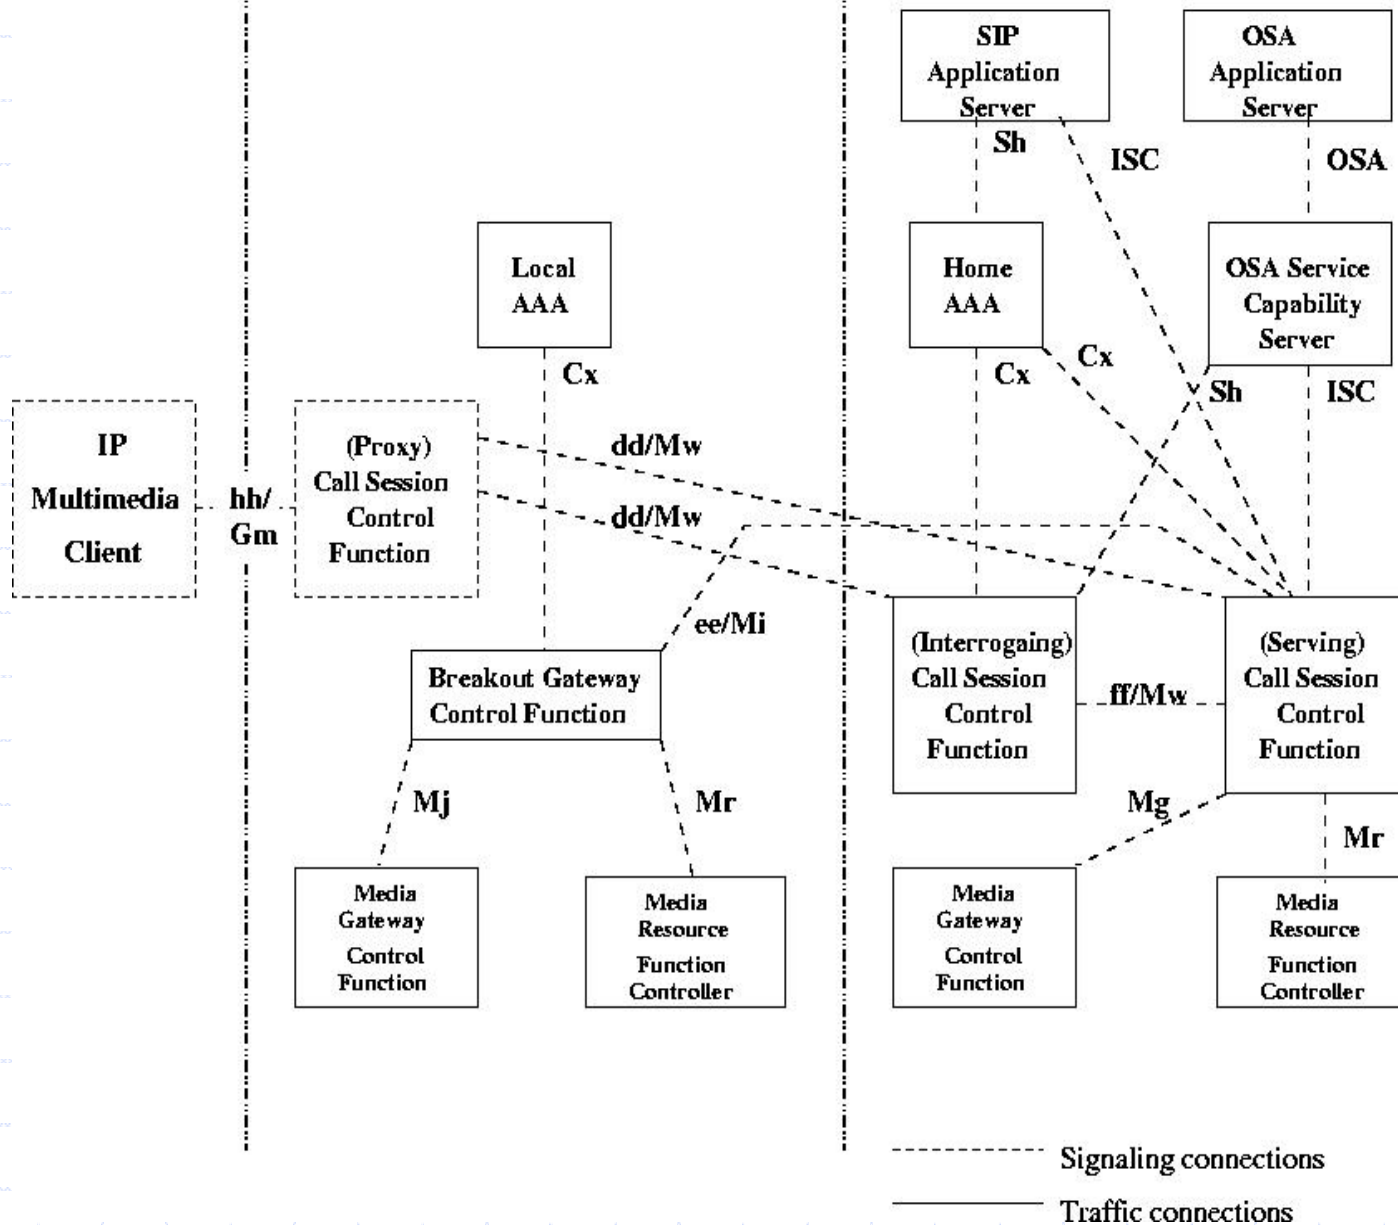 SIP
Application
Server
OSA
Application
Server
Sh
ISC
OSA
Local
AAA
Home
AAA
OSA Service
Capability
Server
Cx
Cx
Cx
Sh
ISC
IP
Multimedia
Client
hh/
Gm
(Proxy)
Call Session
Control
Function
dd/Mw
dd/Mw
ee/Mi
Breakout Gateway
Control Function
(Interrogaing)
Call Session
Control
Function
ff/Mw
(Serving)
Call Session
Control
Function
Mj
Mr
Mg
Mr
Media
Gateway
Control
Function
Media
Resource
Function
Controller
Media
Gateway
Control
Function
Media
Resource
Function
Controller
Signaling connections
Traffic connections